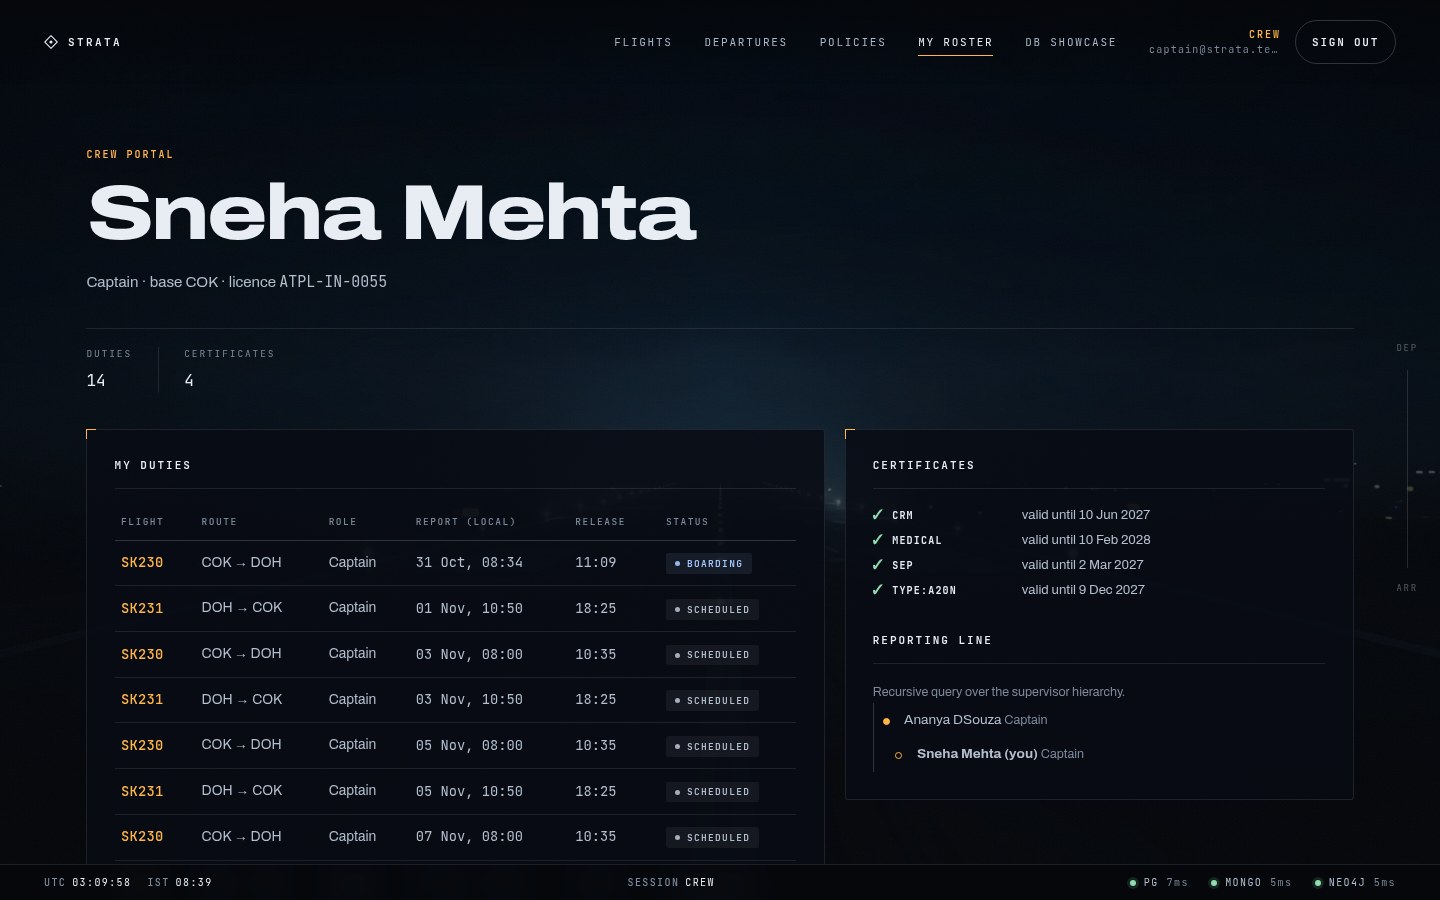 STRATA
FLIGHTS DEPARTURES POLICIES MY ROSTER DB SHOWCASE
CREW
captain@strata.te…
SIGN OUT
CREW PORTAL
Sneha Mehta
Captain · base COK · licence ATPL-IN-0055
DUTIES CERTIFICATES
14 4
DEP
ARR
MY DUTIES
FLIGHT ROUTE ROLE REPORT (LOCAL) RELEASE STATUS
SK230 COK → DOH Captain 31 Oct, 08:34 11:09 BOARDING
SK231 DOH → COK Captain 01 Nov, 10:50 18:25 SCHEDULED
SK230 COK → DOH Captain 03 Nov, 08:00 10:35 SCHEDULED
SK231 DOH → COK Captain 03 Nov, 10:50 18:25 SCHEDULED
SK230 COK → DOH Captain 05 Nov, 08:00 10:35 SCHEDULED
SK231 DOH → COK Captain 05 Nov, 10:50 18:25 SCHEDULED
SK230 COK → DOH Captain 07 Nov, 08:00 10:35 SCHEDULED
CERTIFICATES
✓ CRM valid until 10 Jun 2027
✓ MEDICAL valid until 10 Feb 2028
✓ SEP valid until 2 Mar 2027
✓ TYPE:A20N valid until 9 Dec 2027
REPORTING LINE
Recursive query over the supervisor hierarchy.
Ananya DSouza Captain
Sneha Mehta (you) Captain
UTC 03:09:58 IST 08:39
SESSION CREW
PG 7ms MONGO 5ms NEO4J 5ms